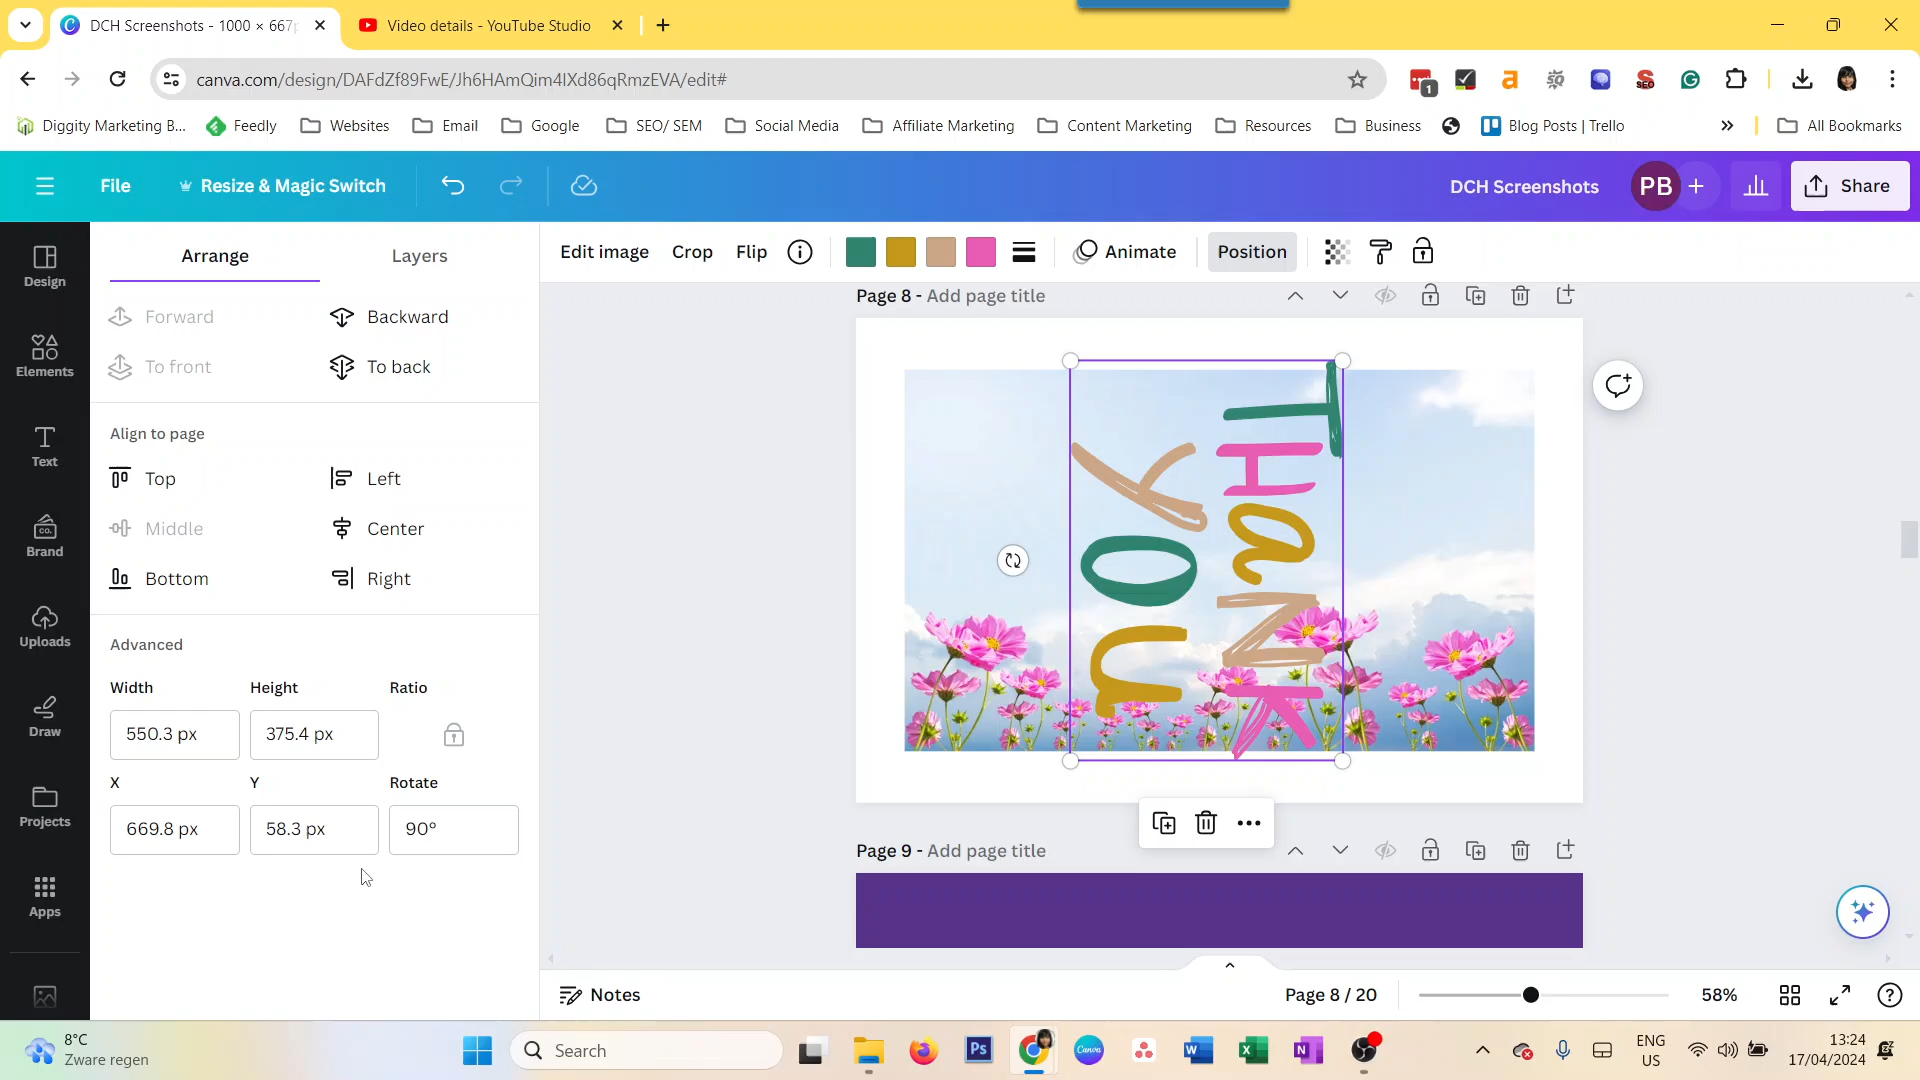 DCH Screenshots - 1000 × 667p
Video details - YouTube Studio
canva.com/design/DAFdZf89FwE/Jh6HAmQim4IXd86qRmzEVA/edit#
1
SEO
Diggity Marketing B...
Feedly
Websites
Email
Google
SEO/ SEM
Social Media
Affiliate Marketing
Content Marketing
Resources
Business
Blog Posts | Trello
All Bookmarks
File
Resize & Magic Switch
DCH Screenshots
PB
Share
Design
Elements
Text
Brand
Uploads
Draw
Projects
Apps
Arrange
Layers
Forward
Backward
To front
To back
Align to page
Top
Left
Middle
Center
Bottom
Right
Advanced
Width
Height
Ratio
550.3 px
375.4 px
X
Y
Rotate
669.8 px
58.3 px
90°
Edit image
Crop
Flip
Animate
Position
Page 8 - Add page title
THaNK
YOU
Page 9 - Add page title
Notes
Page 8 / 20
58%
8°C
Zware regen
Search
Ps
Canva
ENG
US
13:24
17/04/2024